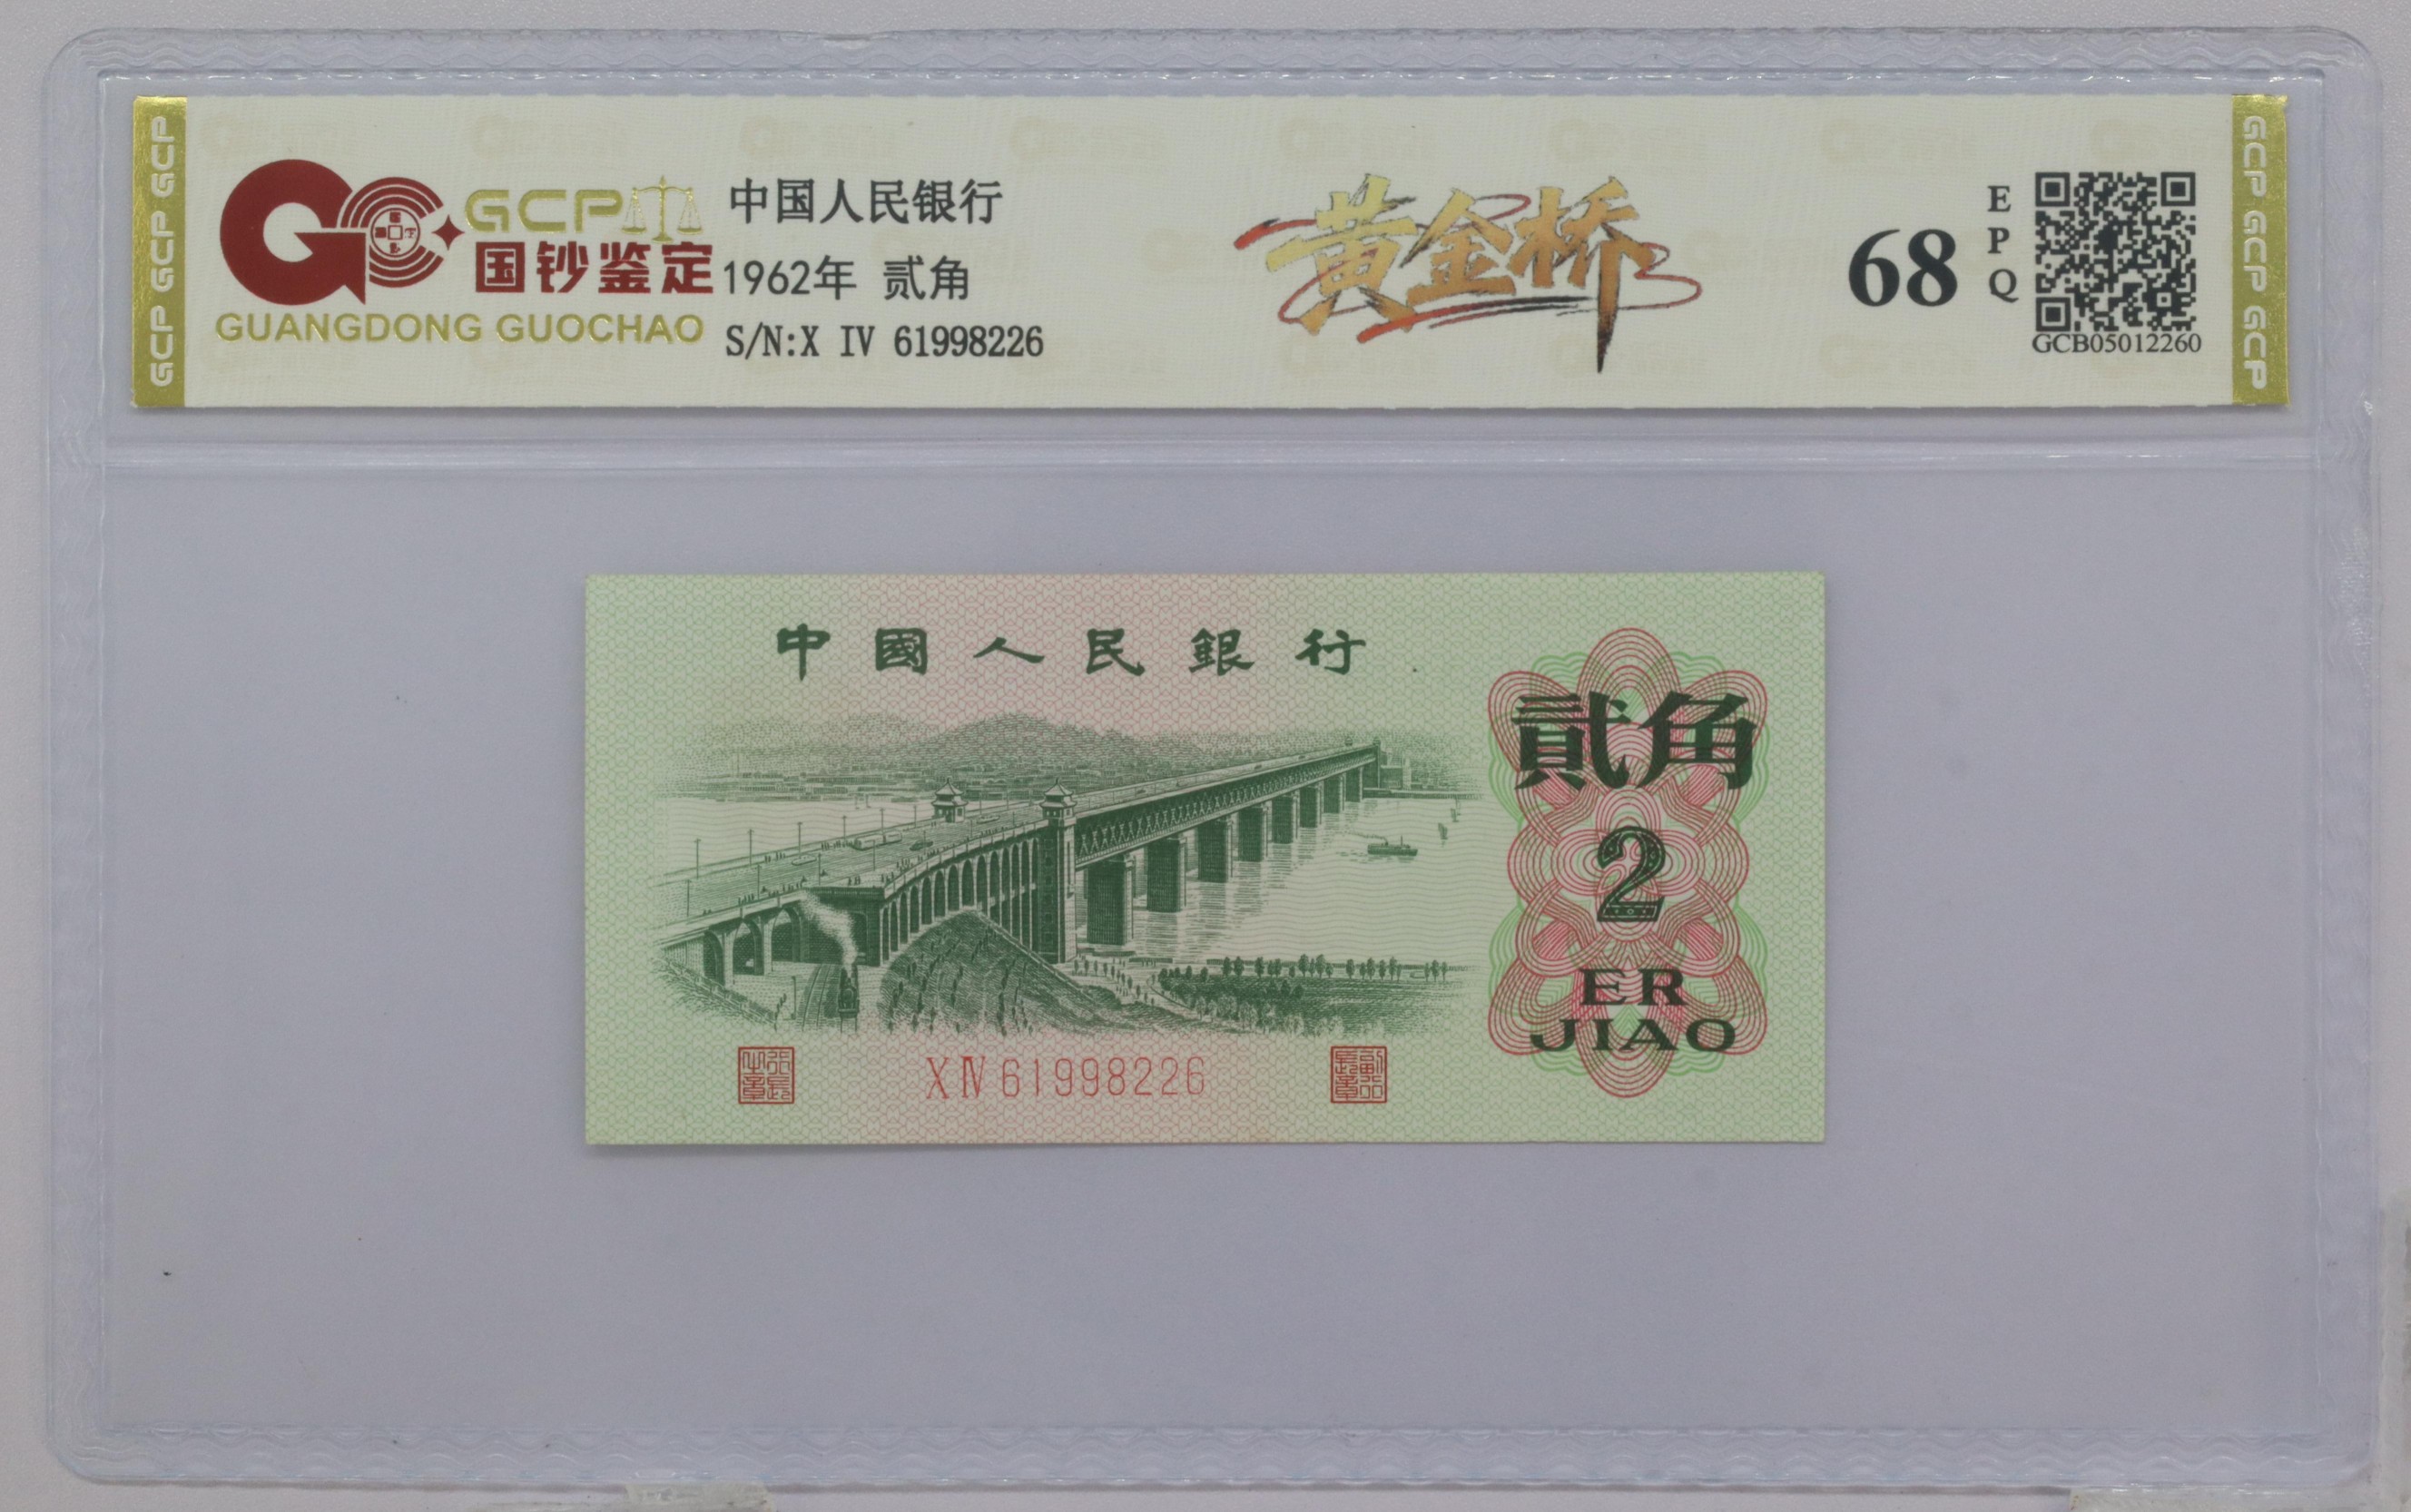 GCP GCP GCP
GCP
国钞鉴定
GUANGDONG GUOCHAO
中国人民银行
1962年 贰角
S/N:X IV 61998226
黄金桥
68
EPQ
GCB05012260
GCP GCP GCP
中國人民銀行
貳角
2
ER
JIAO
X IV 61998226